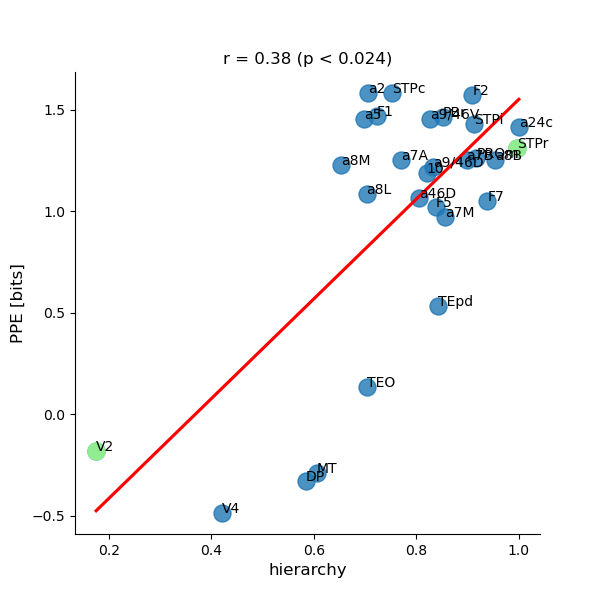 r = 0.38 (p < 0.024)
PPE [bits]
1.5
1.0
0.5
0.0
−0.5
a2
STPc
F2
a5
F1
a9/46V
STPi
a24c
STPr
a8M
a7A
a9/46D
10
a7B
PROm
a8B
a8L
a46D
F5
F7
a7M
TEpd
TEO
V2
MT
DP
V4
0.2
0.4
0.6
0.8
1.0
hierarchy